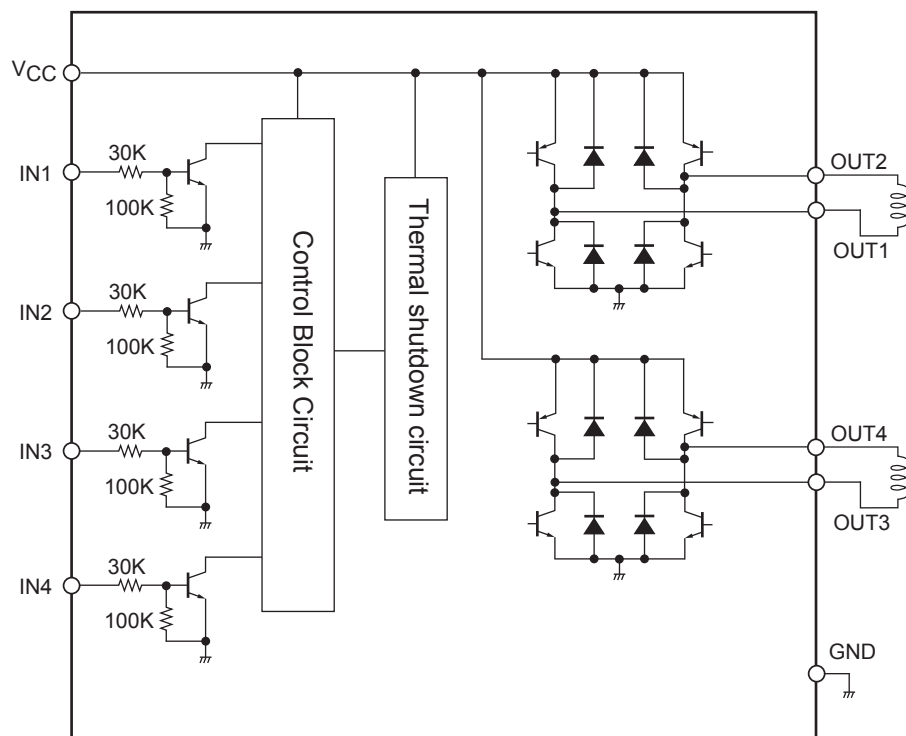 VCC
30K
IN1
100K
30K
IN2
100K
30K
IN3
100K
30K
IN4
100K
Control Block Circuit
Thermal shutdown circuit
OUT2
OUT1
OUT4
OUT3
GND